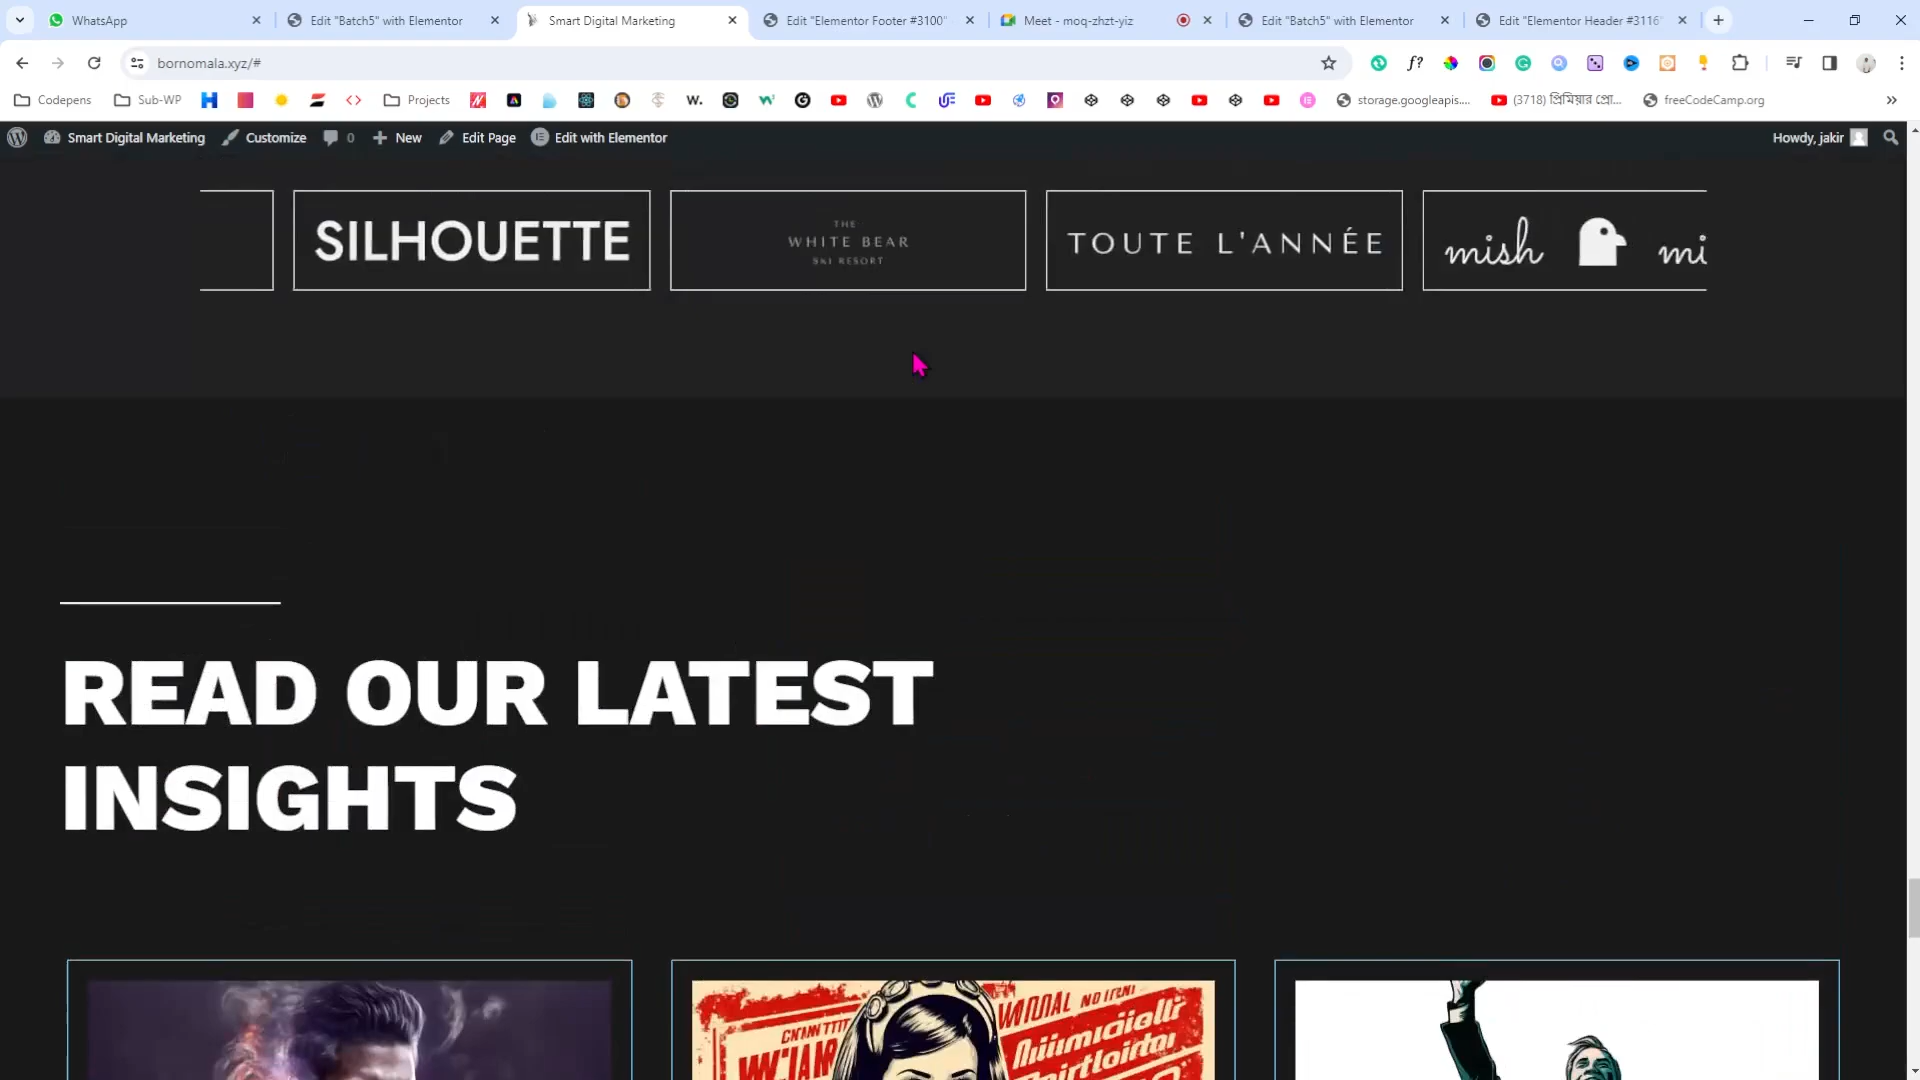 WhatsApp
Edit "Batch5" with Elementor
Smart Digital Marketing
Edit "Elementor Footer #3100"
Meet - moq-zhzt-yiz
Edit "Batch5" with Elementor
Edit "Elementor Header #3116"
bornomala.xyz/#
f?
Codepens
Sub-WP
Projects
W.
storage.googleapis....
(3718) প্রিমিয়ার প্রো...
freeCodeCamp.org
Smart Digital Marketing
Customize
0
New
Edit Page
Edit with Elementor
Howdy, jakir
SILHOUETTE
THE
WHITE BEAR
SKI RESORT
TOUTE L'ANNÉE
mish
mi
READ OUR LATEST
INSIGHTS